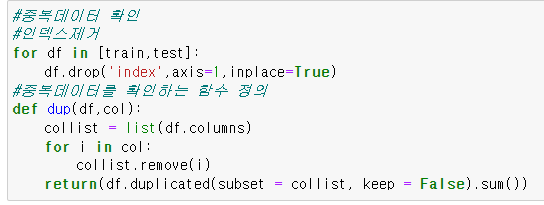 #중복데이터 확인
#인덱스제거
for df in [train,test]:
    df.drop('index',axis=1,inplace=True)
#중복데이터를 확인하는 함수 정의
def dup(df,col):
    collist = list(df.columns)
    for i in col:
        collist.remove(i)
    return(df.duplicated(subset = collist, keep = False).sum())